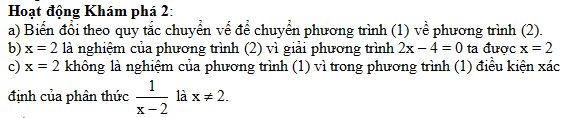 Hoạt động Khám phá 2:
a) Biến đổi theo quy tắc chuyển vế để chuyển phương trình (1) về phương trình (2).
b) x = 2 là nghiệm của phương trình (2) vì giải phương trình 2x – 4 = 0 ta được x = 2
c) x = 2 không là nghiệm của phương trình (1) vì trong phương trình (1) điều kiện xác
định của phân thức 1/(x – 2) là x ≠ 2.